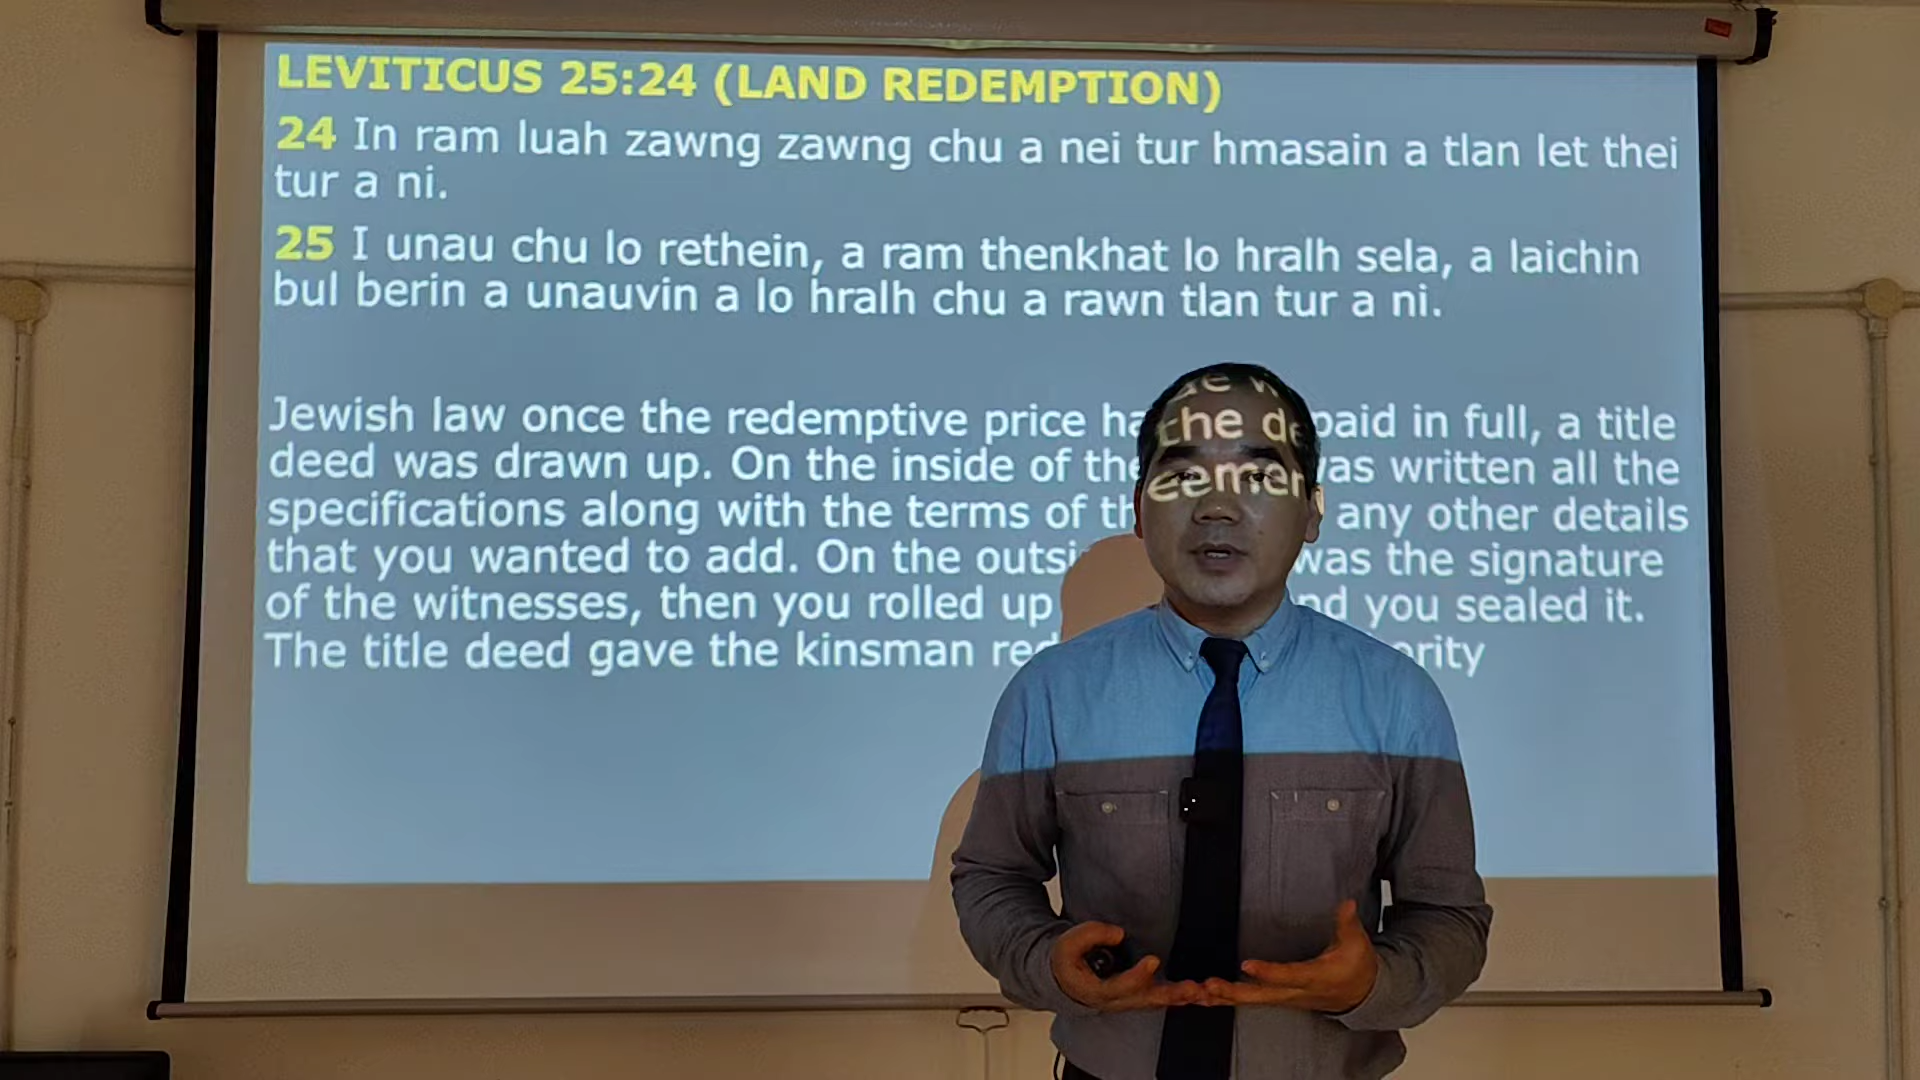 LEVITICUS 25:24 (LAND REDEMPTION)
24 In ram luah zawng zawng chu a nei tur hmasain a tlan let thei
tur a ni.
25 I unau chu lo rethein, a ram thenkhat lo hralh sela, a laichin
bul berin a unauvin a lo hralh chu a rawn tlan tur a ni.
Jewish law once the redemptive price ha the de paid in full, a title
deed was drawn up. On the inside of the eemen was written all the
specifications along with the terms of th any other details
that you wanted to add. On the outsi was the signature
of the witnesses, then you rolled up nd you sealed it.
The title deed gave the kinsman red ority